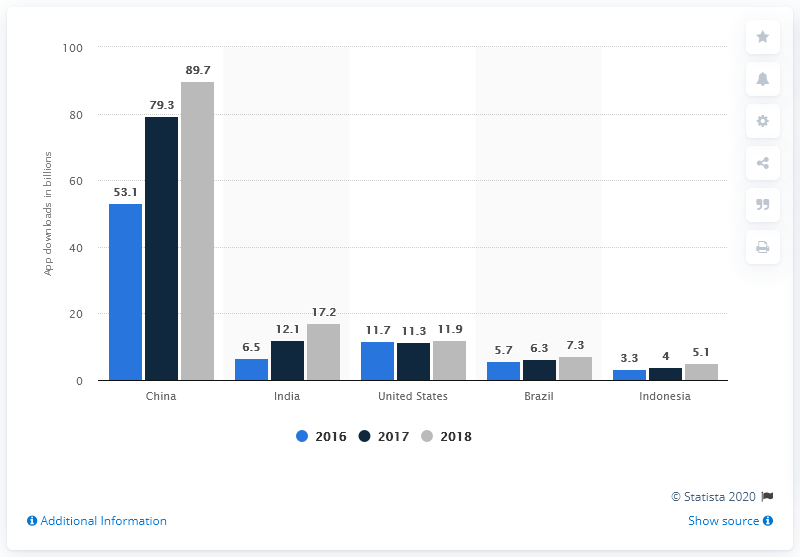 App downloads in billions
100
80
60
40
20
0
53.1 79.3 89.7
6.5 12.1 17.2
11.7 11.3 11.9
5.7 6.3 7.3
3.3 4 5.1
China India United States Brazil Indonesia
2016 2017 2018
© Statista 2020
Additional Information Show source